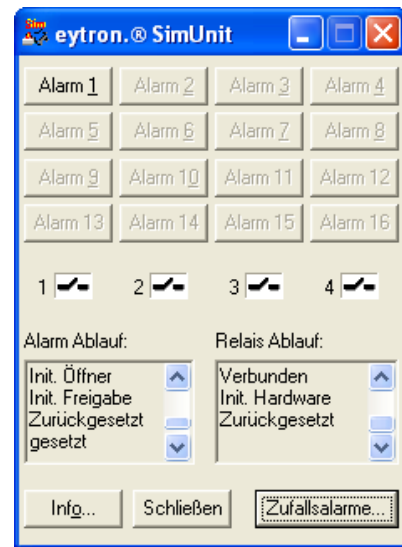 eytron.® SimUnit
Alarm 1 Alarm 2 Alarm 3 Alarm 4
Alarm 5 Alarm 6 Alarm 7 Alarm 8
Alarm 9 Alarm 10 Alarm 11 Alarm 12
Alarm 13 Alarm 14 Alarm 15 Alarm 16
1 2 3 4
Alarm Ablauf:
Init. Öffner
Init. Freigabe
Zurückgesetzt
gesetzt
Relais Ablauf:
Verbunden
Init. Hardware
Zurückgesetzt
Info... Schließen Zufallsalarme...